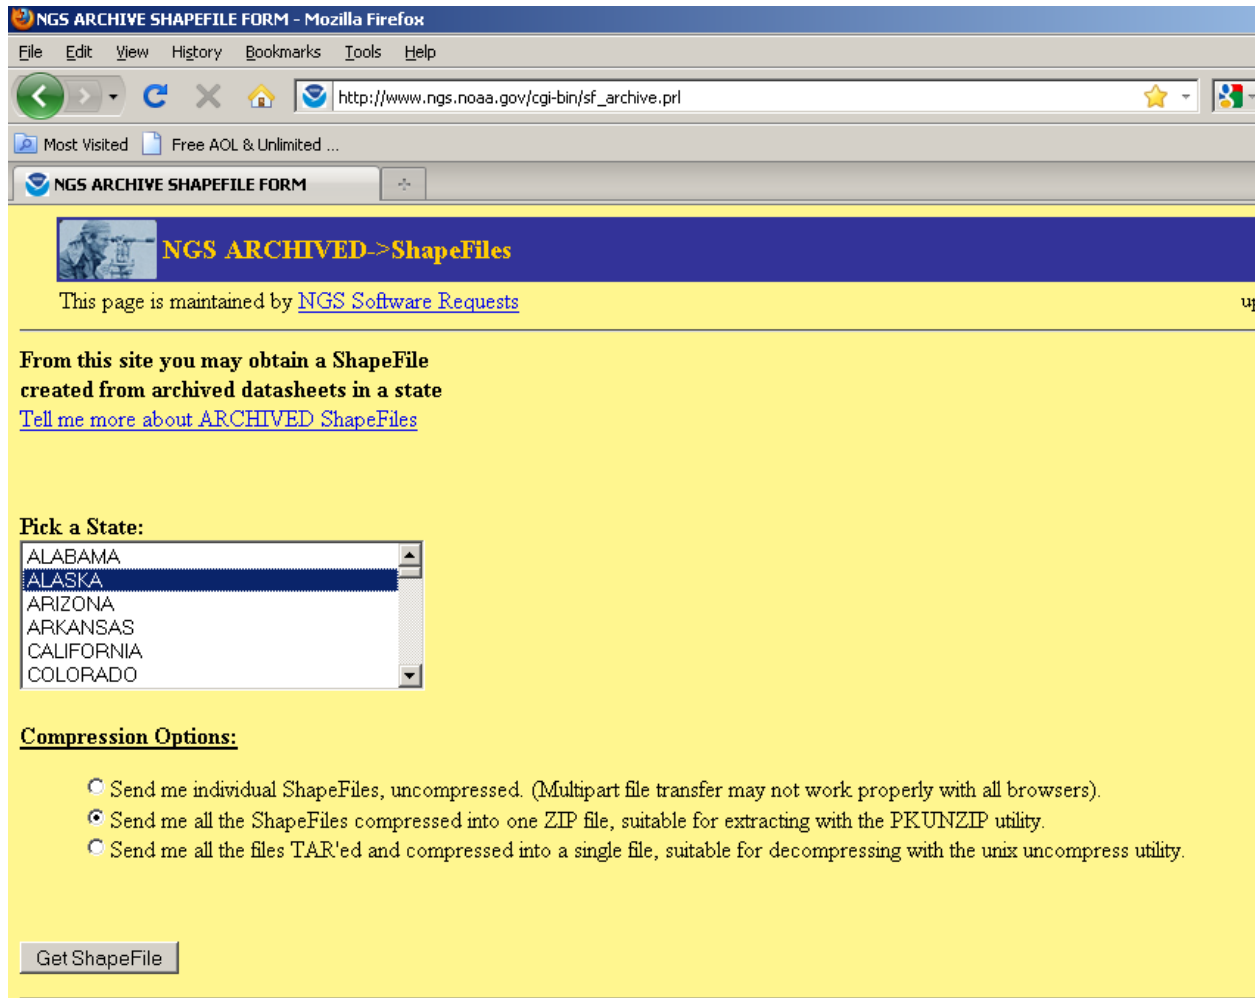 NGS ARCHIVE SHAPEFILE FORM - Mozilla Firefox
File Edit View History Bookmarks Tools Help
http://www.ngs.noaa.gov/cgi-bin/sf_archive.prl
Most Visited Free AOL & Unlimited ...
NGS ARCHIVE SHAPEFILE FORM
NGS ARCHIVED->ShapeFiles
This page is maintained by NGS Software Requests up
From this site you may obtain a ShapeFile
created from archived datasheets in a state
Tell me more about ARCHIVED ShapeFiles
Pick a State:
ALABAMA
ALASKA
ARIZONA
ARKANSAS
CALIFORNIA
COLORADO
Compression Options:
Send me individual ShapeFiles, uncompressed. (Multipart file transfer may not work properly with all browsers).
Send me all the ShapeFiles compressed into one ZIP file, suitable for extracting with the PKUNZIP utility.
Send me all the files TAR'ed and compressed into a single file, suitable for decompressing with the unix uncompress utility.
Get ShapeFile